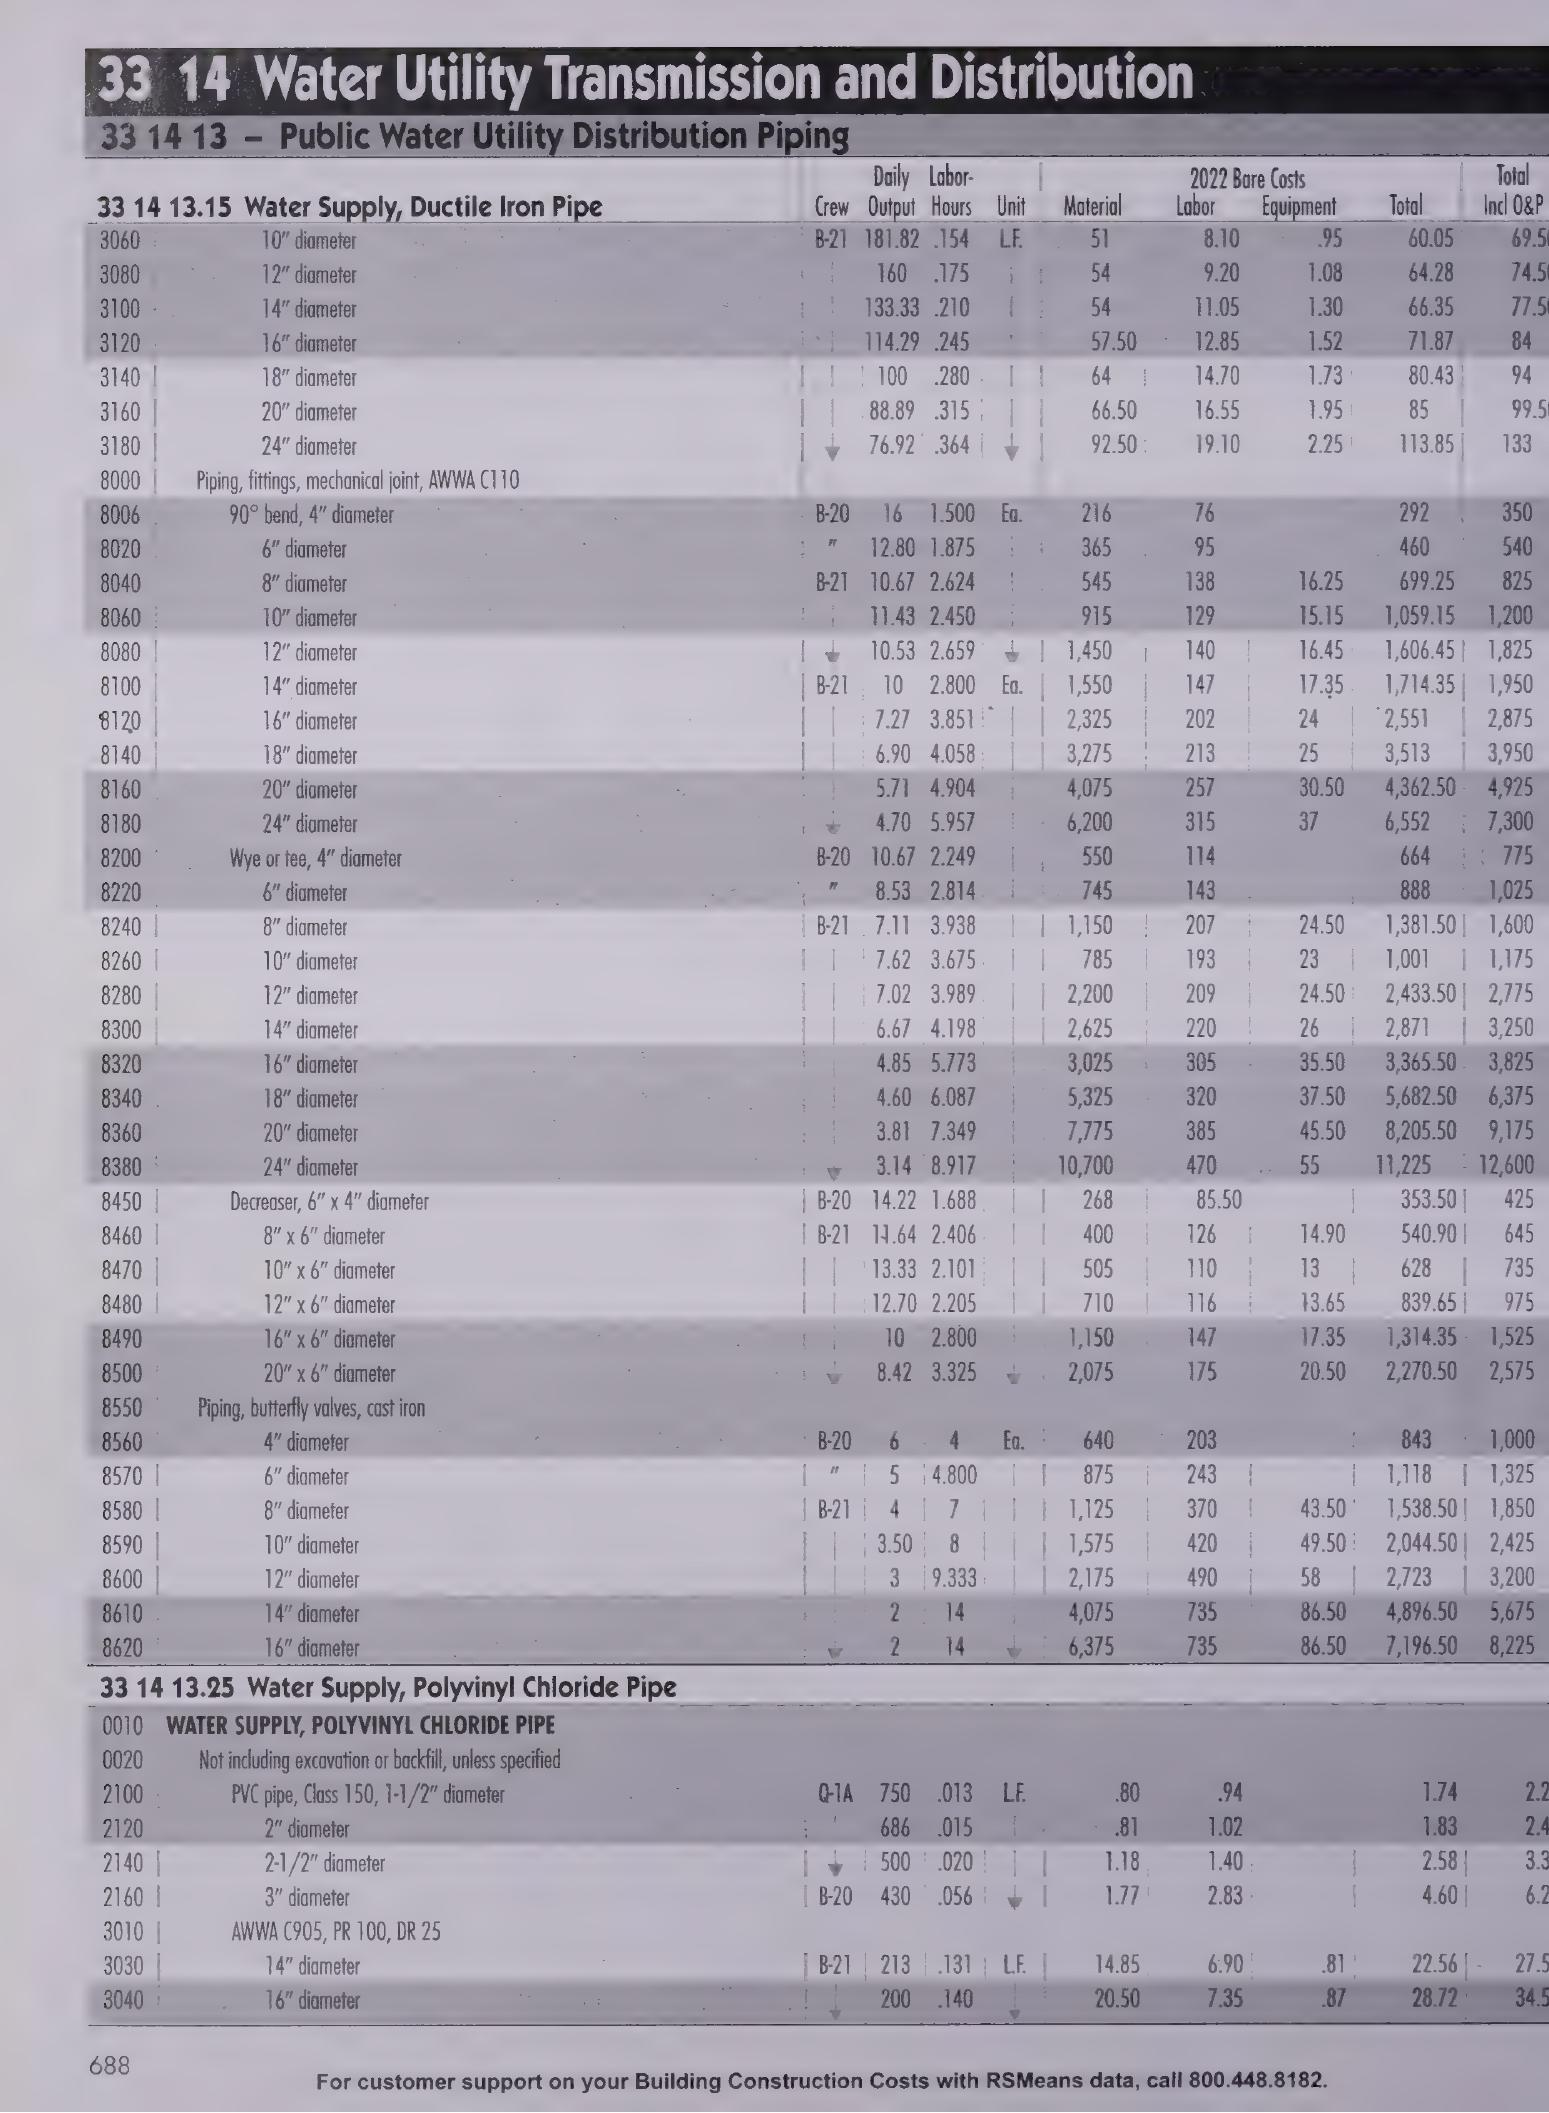 33 14 Water Utility Transmission and Distribution
33 14 13 – Public Water Utility Distribution Piping
33 14 13.15 Water Supply, Ductile Iron Pipe Crew Daily Output Labor-Hours Unit Material 2022 Bare Costs Labor Equipment Total Total Incl O&P
3060 10" diameter B-21 181.82 .154 L.F. 51 8.10 .95 60.05
3080 12" diameter 160 .175 54 9.20 1.08 64.28
3100 14" diameter 133.33 .210 54 11.05 1.30 66.35
3120 16" diameter 114.29 .245 57.50 12.85 1.52 71.87 84
3140 18" diameter 100 .280 64 14.70 1.73 80.43 94
3160 20" diameter 88.89 .315 66.50 16.55 1.95 85
3180 24" diameter 76.92 .364 92.50 19.10 2.25 113.85 133
8000 Piping, fittings, mechanical joint, AWWA C110
8006 90° bend, 4" diameter B-20 16 1.500 Ea. 216 76 292 350
8020 6" diameter " 12.80 1.875 365 95 460 540
8040 8" diameter B-21 10.67 2.624 545 138 16.25 699.25 825
8060 10" diameter 11.43 2.450 915 129 15.15 1,059.15 1,200
8080 12" diameter 10.53 2.659 1,450 140 16.45 1,606.45 1,825
8100 14" diameter B-21 10 2.800 Ea. 1,550 147 17.35 1,714.35 1,950
8120 16" diameter 7.27 3.851 2,325 202 24 2,551 2,875
8140 18" diameter 6.90 4.058 3,275 213 25 3,513 3,950
8160 20" diameter 5.71 4.904 4,075 257 30.50 4,362.50 4,925
8180 24" diameter 4.70 5.957 6,200 315 37 6,552 7,300
8200 Wye or tee, 4" diameter B-20 10.67 2.249 550 114 664 775
8220 6" diameter " 8.53 2.814 745 143 888 1,025
8240 8" diameter B-21 7.11 3.938 1,150 207 24.50 1,381.50 1,600
8260 10" diameter 7.62 3.675 785 193 23 1,001 1,175
8280 12" diameter 7.02 3.989 2,200 209 24.50 2,433.50 2,775
8300 14" diameter 6.67 4.198 2,625 220 26 2,871 3,250
8320 16" diameter 4.85 5.773 3,025 305 35.50 3,365.50 3,825
8340 18" diameter 4.60 6.087 5,325 320 37.50 5,682.50 6,375
8360 20" diameter 3.81 7.349 7,775 385 45.50 8,205.50 9,175
8380 24" diameter 3.14 8.917 10,700 470 55 11,225 12,600
8450 Decreaser, 6" x 4" diameter B-20 14.22 1.688 268 85.50 353.50 425
8460 8" x 6" diameter B-21 11.64 2.406 400 126 14.90 540.90 645
8470 10" x 6" diameter 13.33 2.101 505 110 13 628 735
8480 12" x 6" diameter 12.70 2.205 710 116 13.65 839.65 975
8490 16" x 6" diameter 10 2.800 1,150 147 17.35 1,314.35 1,525
8500 20" x 6" diameter 8.42 3.325 2,075 175 20.50 2,270.50 2,575
8550 Piping, butterfly valves, cast iron
8560 4" diameter B-20 6 4 Ea. 640 203 843 1,000
8570 6" diameter " 5 4.800 875 243 1,118 1,325
8580 8" diameter B-21 4 7 1,125 370 43.50 1,538.50 1,850
8590 10" diameter 3.50 8 1,575 420 49.50 2,044.50 2,425
8600 12" diameter 3 9.333 2,175 490 58 2,723 3,200
8610 14" diameter 2 14 4,075 735 86.50 4,896.50 5,675
8620 16" diameter 2 14 6,375 735 86.50 7,196.50 8,225
33 14 13.25 Water Supply, Polyvinyl Chloride Pipe
0010 WATER SUPPLY, POLYVINYL CHLORIDE PIPE
0020 Not including excavation or backfill, unless specified
2100 PVC pipe, Class 150, 1-1/2" diameter Q-1A 750 .013 L.F. .80 .94 1.74
2120 2" diameter 686 .015 .81 1.02 1.83
2140 2-1/2" diameter 500 .020 1.18 1.40 2.58
2160 3" diameter B-20 430 .056 1.77 2.83 4.60
3010 AWWA C905, PR 100, DR 25
3030 14" diameter B-21 213 .131 L.F. 14.85 6.90 .81 22.56
3040 16" diameter 200 .140 20.50 7.35 .87 28.72
688
For customer support on your Building Construction Costs with RSMeans data, call 800.448.8182.